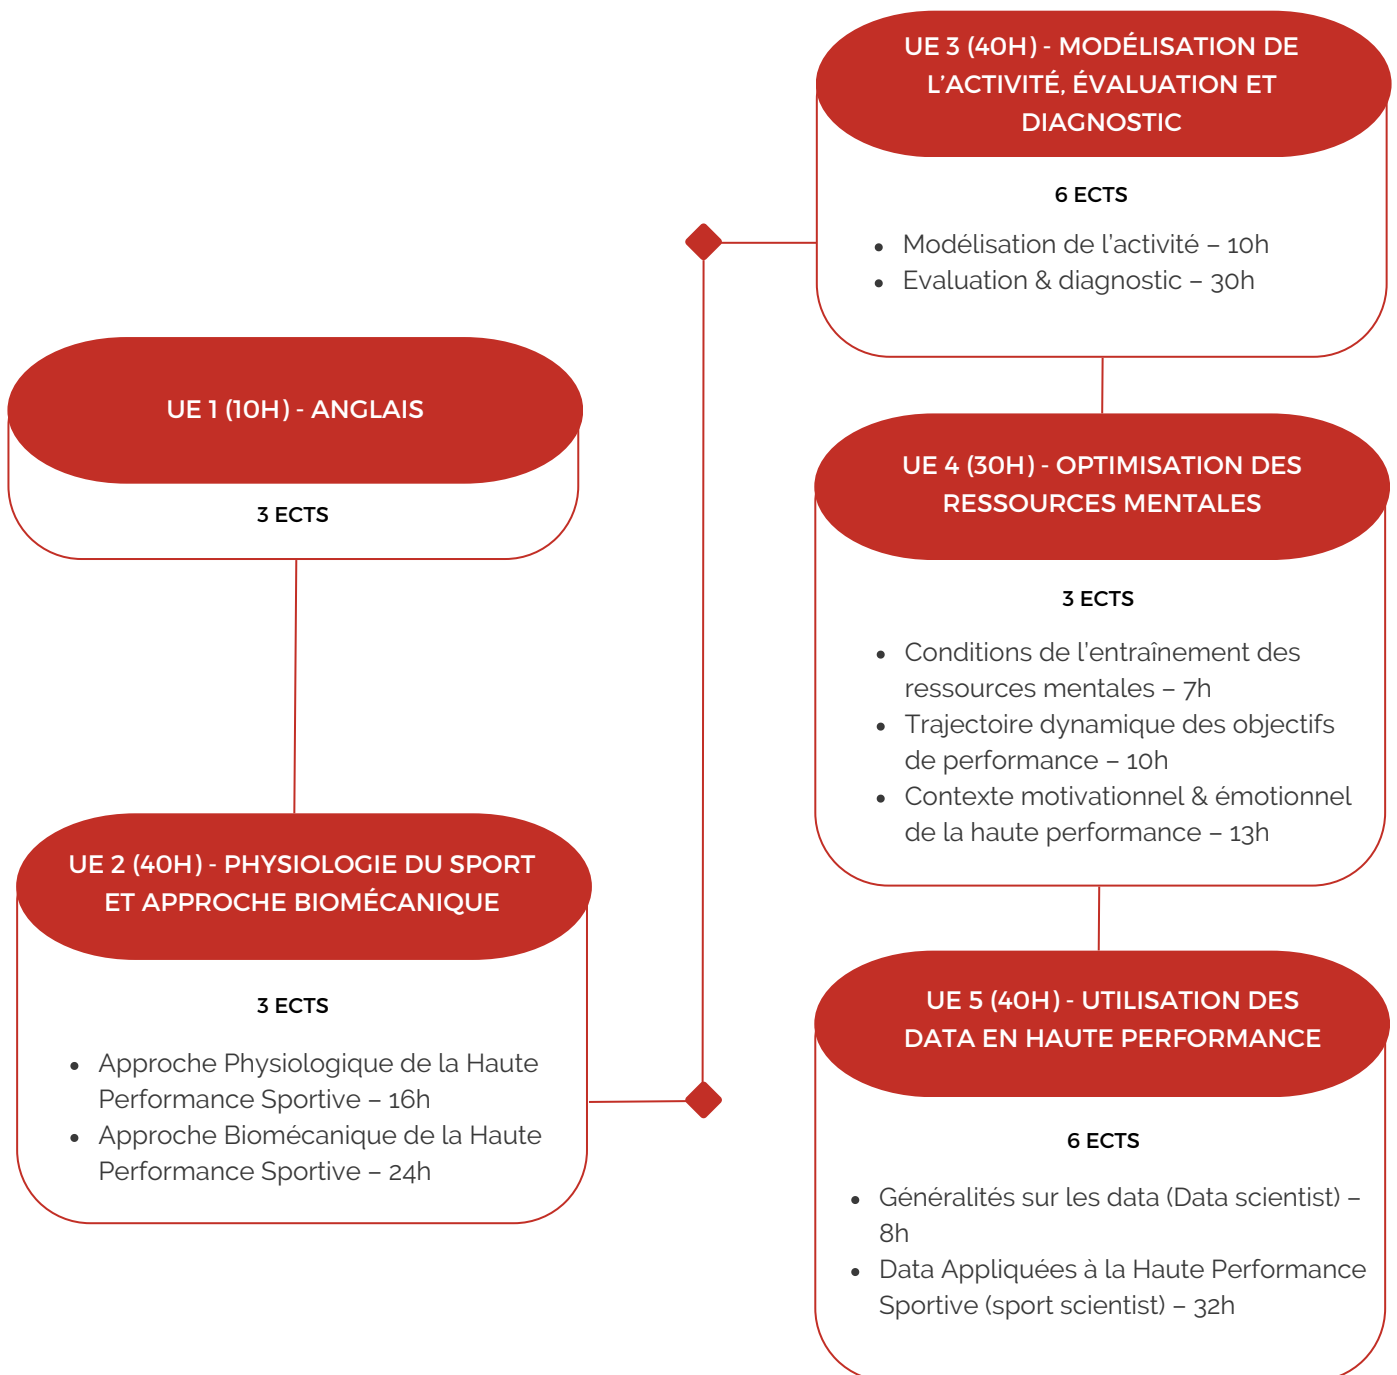 UE 1 (10H) - ANGLAIS
3 ECTS
UE 2 (40H) - PHYSIOLOGIE DU SPORT
ET APPROCHE BIOMÉCANIQUE
3 ECTS
• Approche Physiologique de la Haute
Performance Sportive – 16h
• Approche Biomécanique de la Haute
Performance Sportive – 24h
UE 3 (40H) - MODÉLISATION DE
L’ACTIVITÉ, ÉVALUATION ET
DIAGNOSTIC
6 ECTS
• Modélisation de l’activité – 10h
• Evaluation & diagnostic – 30h
UE 4 (30H) - OPTIMISATION DES
RESSOURCES MENTALES
3 ECTS
• Conditions de l’entraînement des
ressources mentales – 7h
• Trajectoire dynamique des objectifs
de performance – 10h
• Contexte motivationnel & émotionnel
de la haute performance – 13h
UE 5 (40H) - UTILISATION DES
DATA EN HAUTE PERFORMANCE
6 ECTS
• Généralités sur les data (Data scientist) –
8h
• Data Appliquées à la Haute Performance
Sportive (sport scientist) – 32h